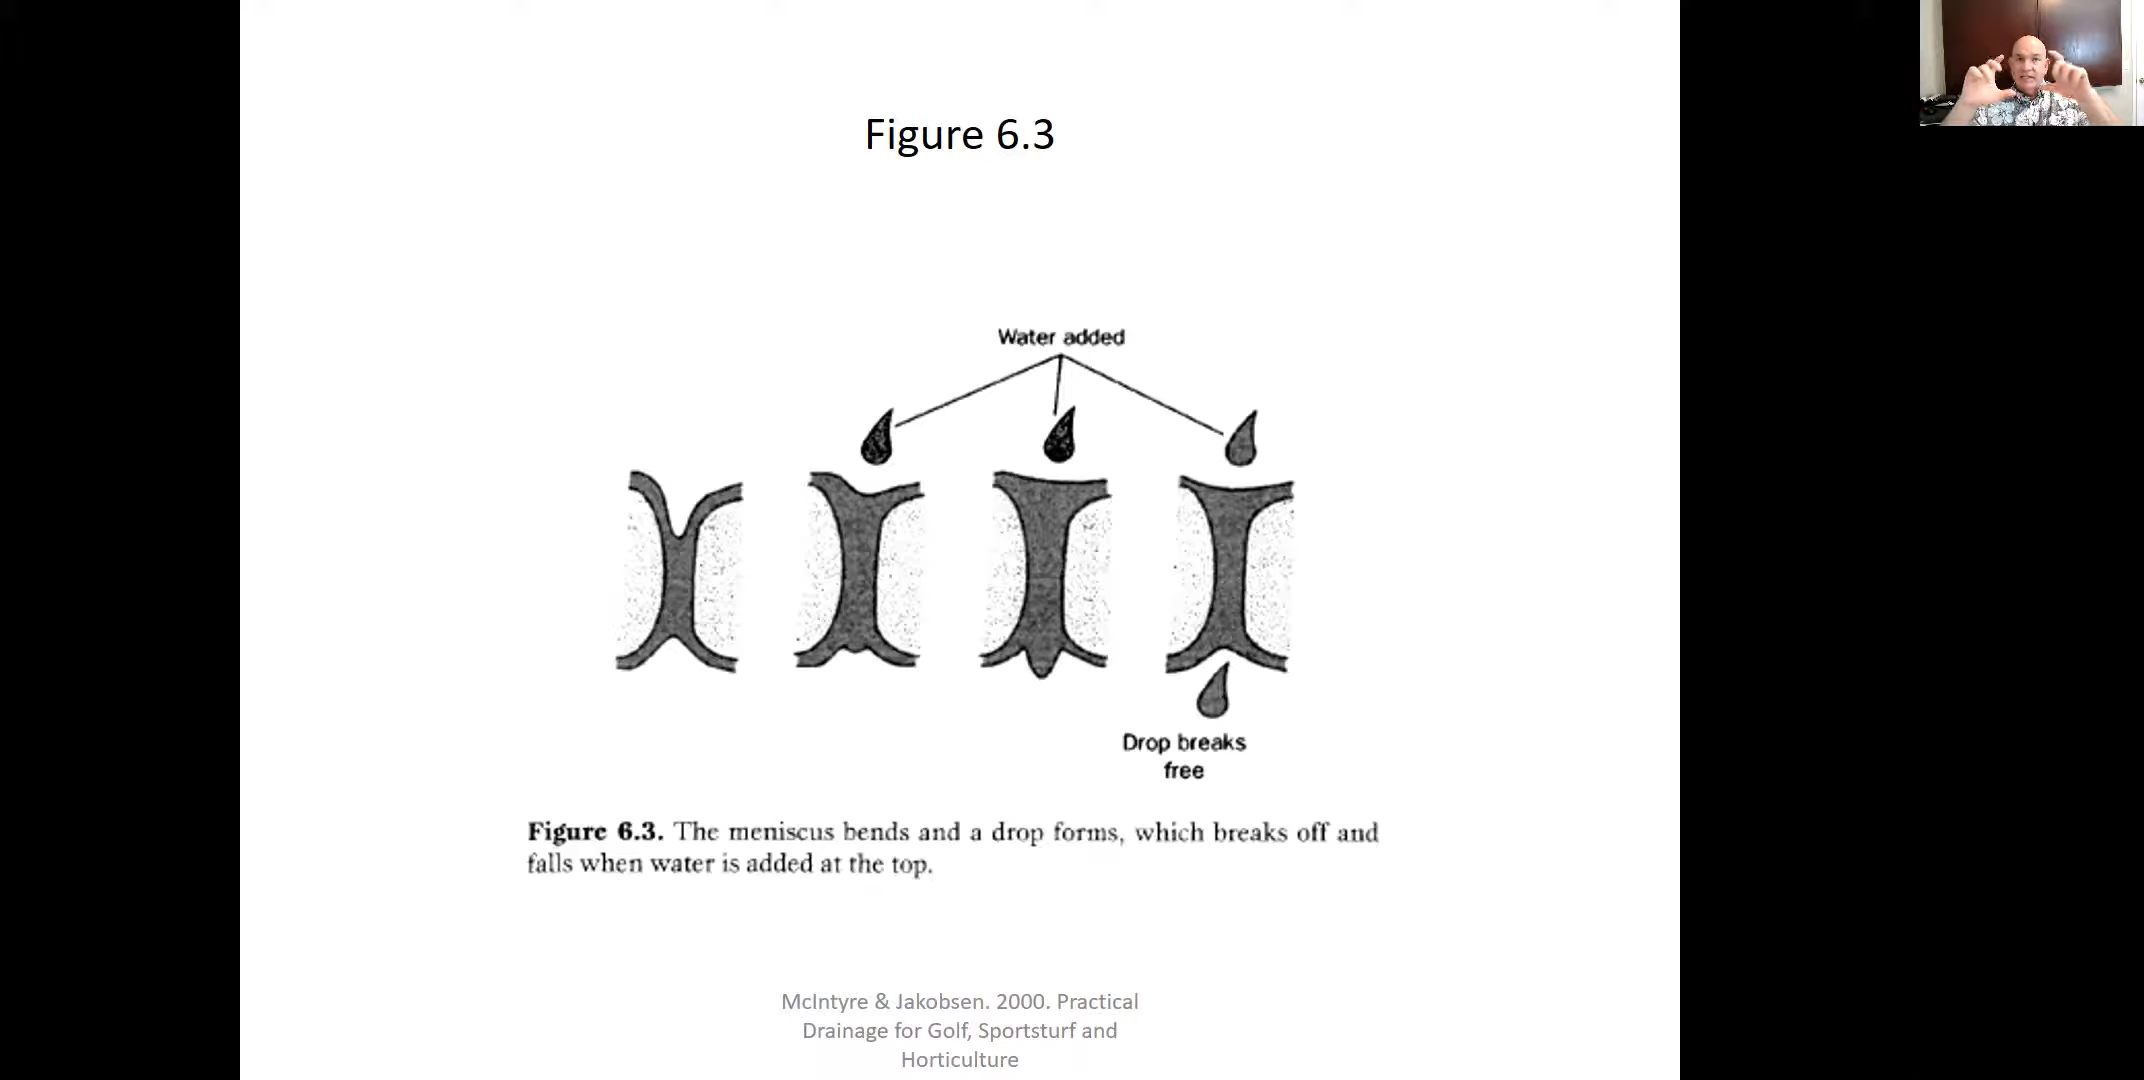 Figure 6.3
Water added
Drop breaks
free
Figure 6.3. The meniscus bends and a drop forms, which breaks off and
falls when water is added at the top.
McIntyre & Jakobsen. 2000. Practical
Drainage for Golf, Sportsturf and
Horticulture